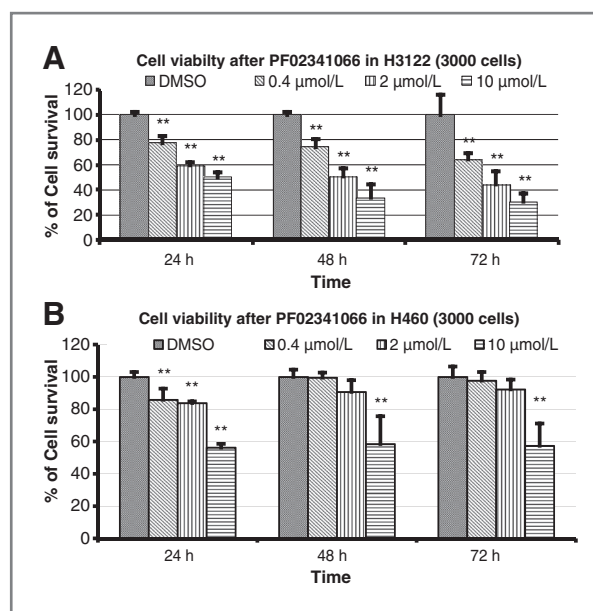 A
Cell viabilty after PF02341066 in H3122 (3000 cells)
DMSO 0.4 µmol/L 2 µmol/L 10 µmol/L
% of Cell survival
120
100
80
60
40
20
0
** ** **
** ** **
** ** **
24 h 48 h 72 h
Time
B
Cell viability after PF02341066 in H460 (3000 cells)
DMSO 0.4 µmol/L 2 µmol/L 10 µmol/L
% of Cell survival
120
100
80
60
40
20
0
** ** **
**
**
24 h 48 h 72 h
Time